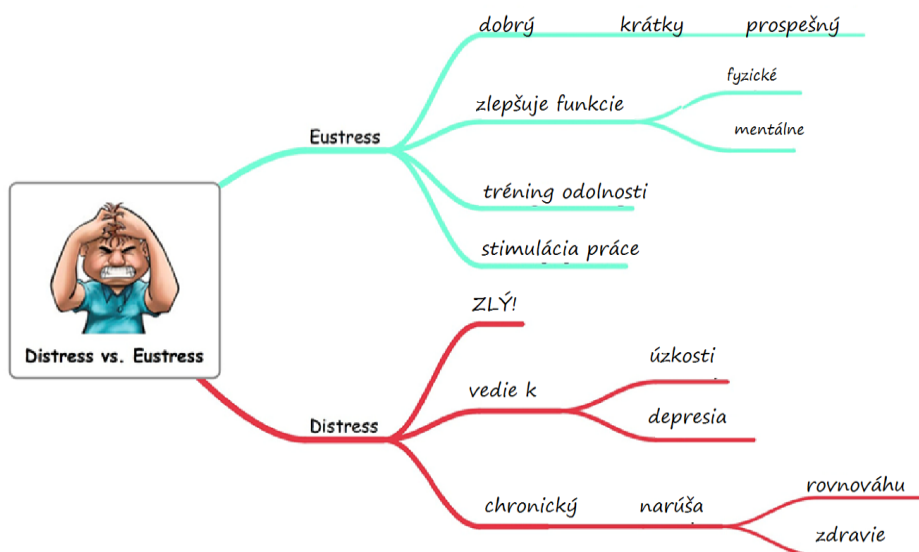 dobrý krátky prospešný
fyzické
zlepšuje funkcie
mentálne
Eustress
tréning odolnosti
stimulácia práce
Distress vs. Eustress
ZLÝ!
úzkosti
vedie k
depresia
Distress
chronický narúša
rovnováhu
zdravie